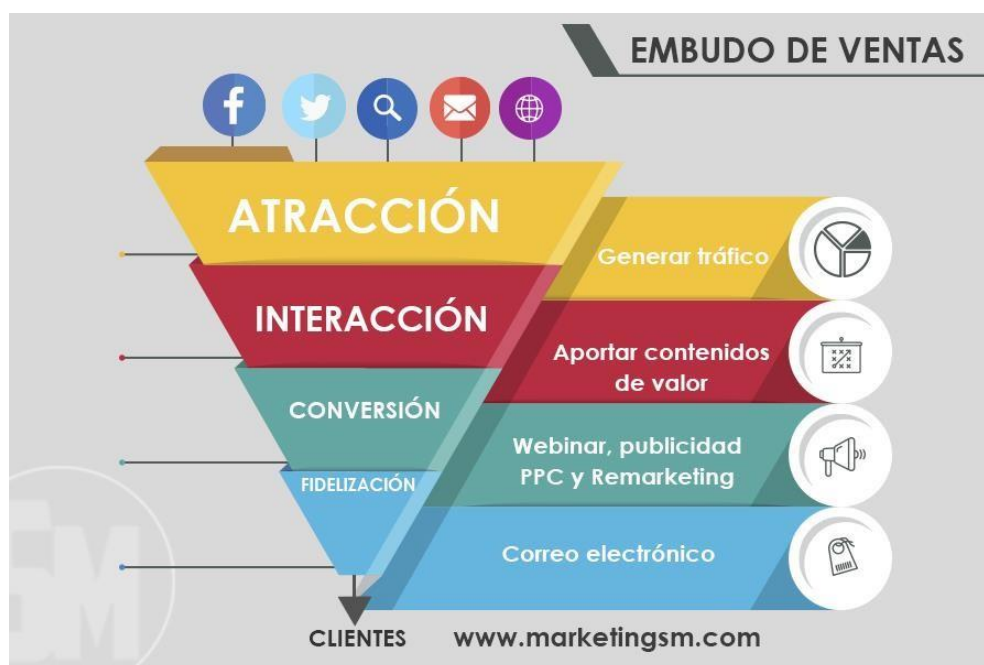 EMBUDO DE VENTAS
ATRACCIÓN
Generar tráfico
INTERACCIÓN
Aportar contenidos
de valor
CONVERSIÓN
Webinar, publicidad
PPC y Remarketing
FIDELIZACIÓN
Correo electrónico
CLIENTES
www.marketingsm.com
SM